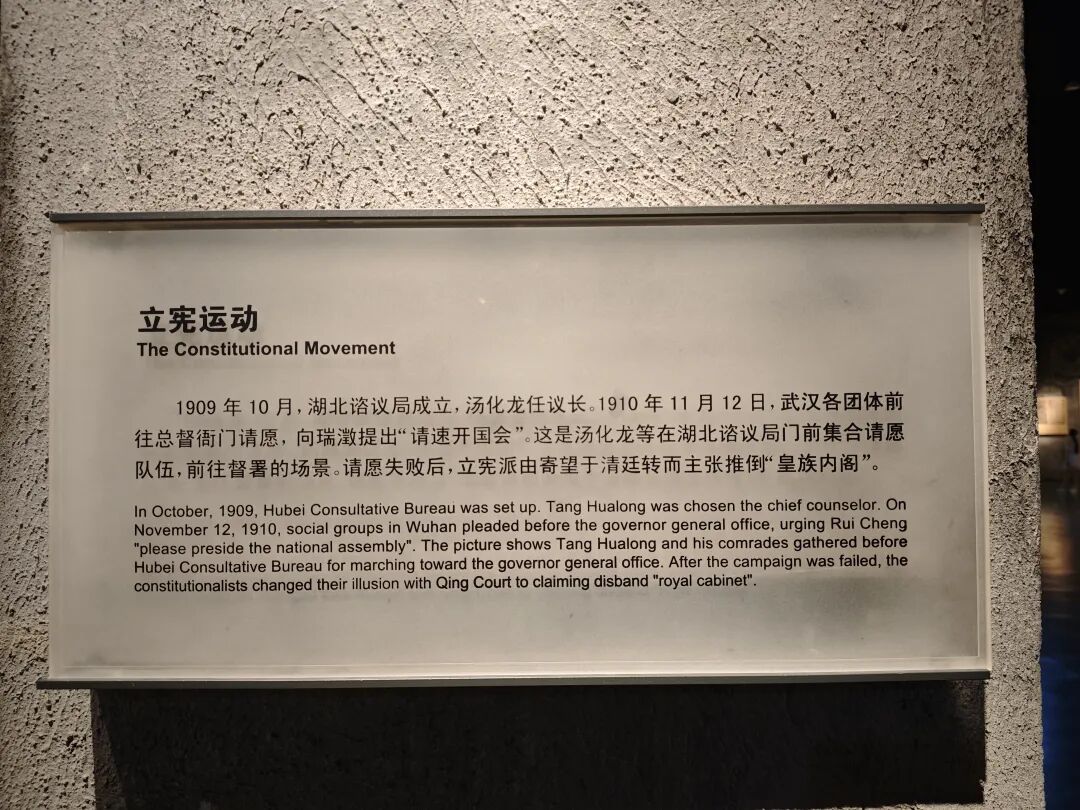 立宪运动
The Constitutional Movement
1909 年 10 月，湖北谘议局成立，汤化龙任议长。1910 年 11 月 12 日，武汉各团体前
往总督衙门请愿，向瑞澂提出“请速开国会”。这是汤化龙等在湖北谘议局门前集合请愿
队伍，前往督署的场景。请愿失败后，立宪派由寄望于清廷转而主张推倒“皇族内阁”。
In October, 1909, Hubei Consultative Bureau was set up. Tang Hualong was chosen the chief counselor. On
November 12, 1910, social groups in Wuhan pleaded before the governor general office, urging Rui Cheng
"please preside the national assembly". The picture shows Tang Hualong and his comrades gathered before
Hubei Consultative Bureau for marching toward the governor general office. After the campaign was failed, the
constitutionalists changed their illusion with Qing Court to claiming disband "royal cabinet".